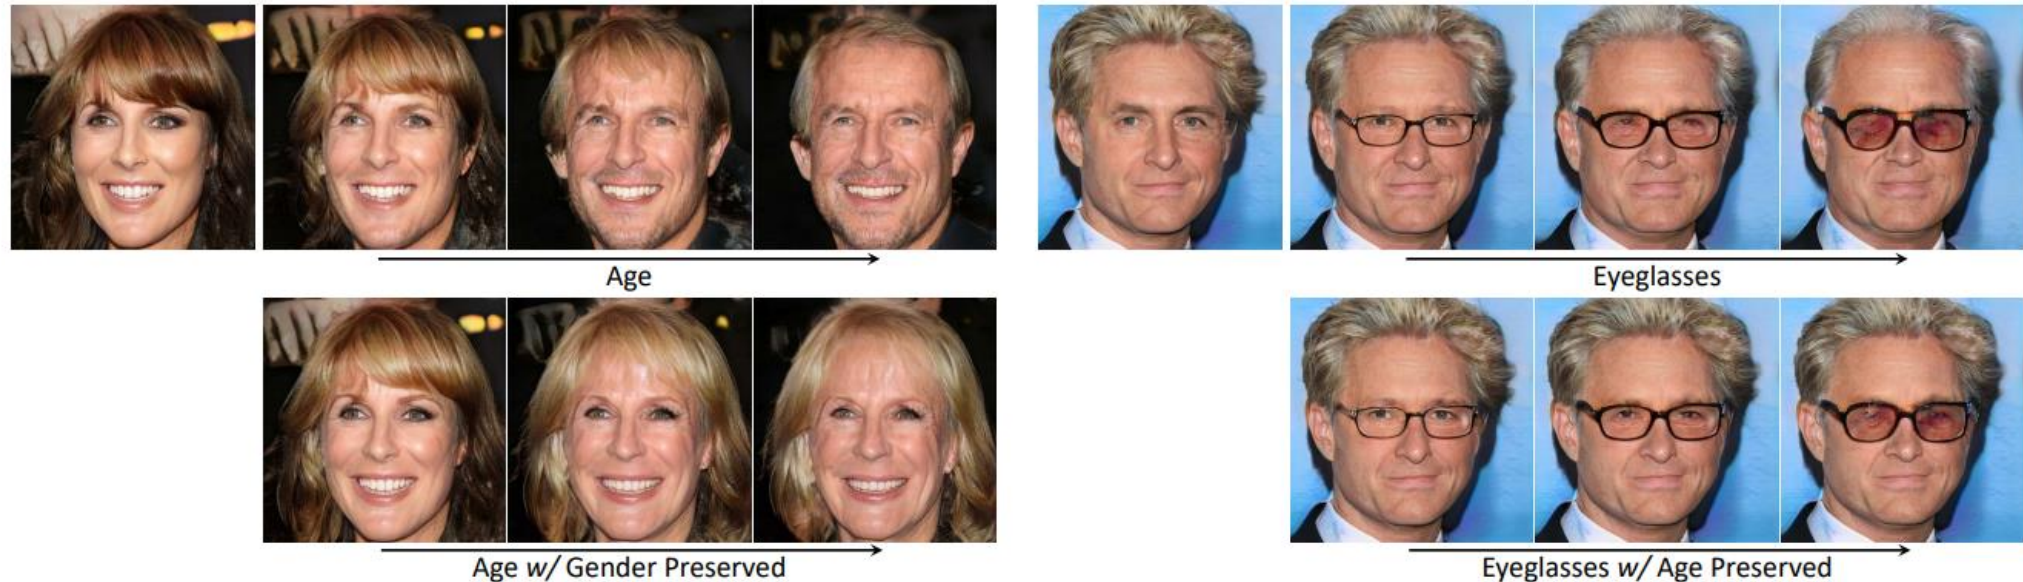 Age
Eyeglasses
Age w/ Gender Preserved
Eyeglasses w/ Age Preserved